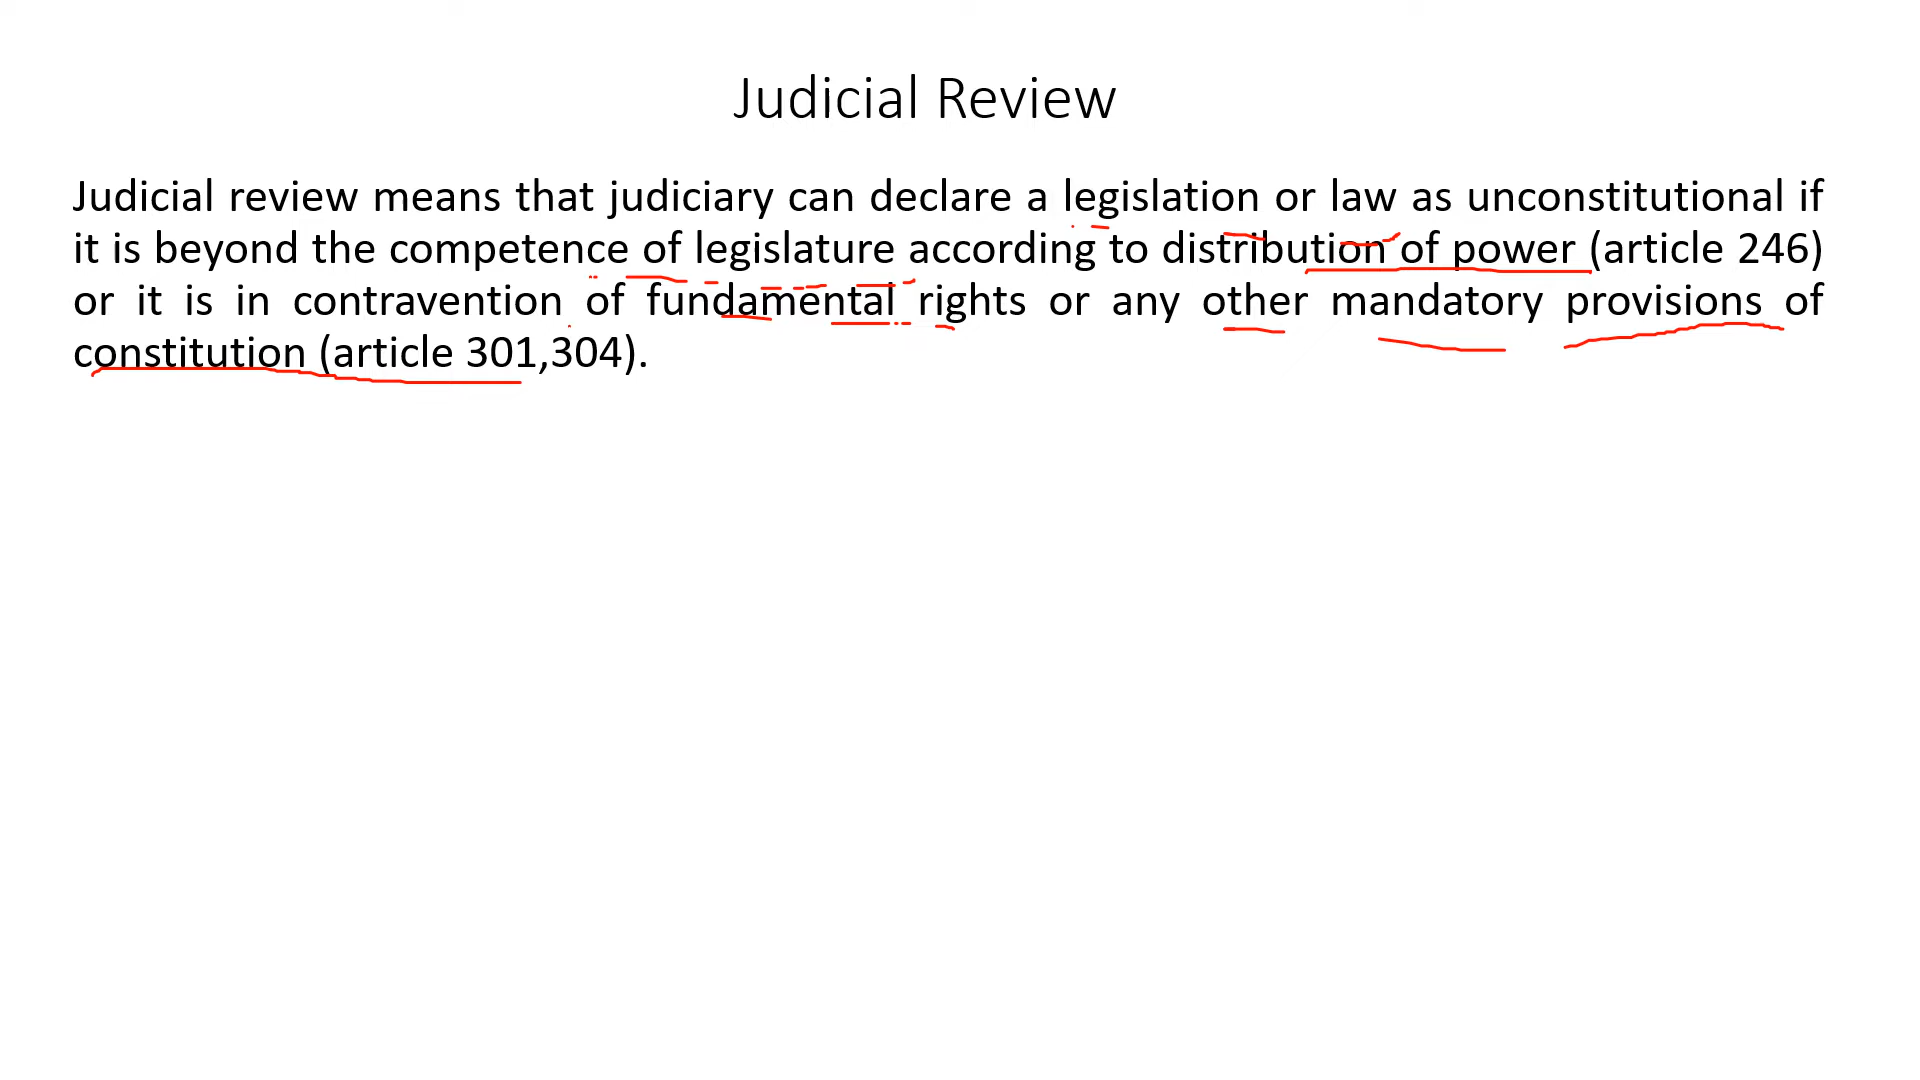 Judicial Review
Judicial review means that judiciary can declare a legislation or law as unconstitutional if
it is beyond the competence of legislature according to distribution of power (article 246)
or it is in contravention of fundamental rights or any other mandatory provisions of
constitution (article 301,304).